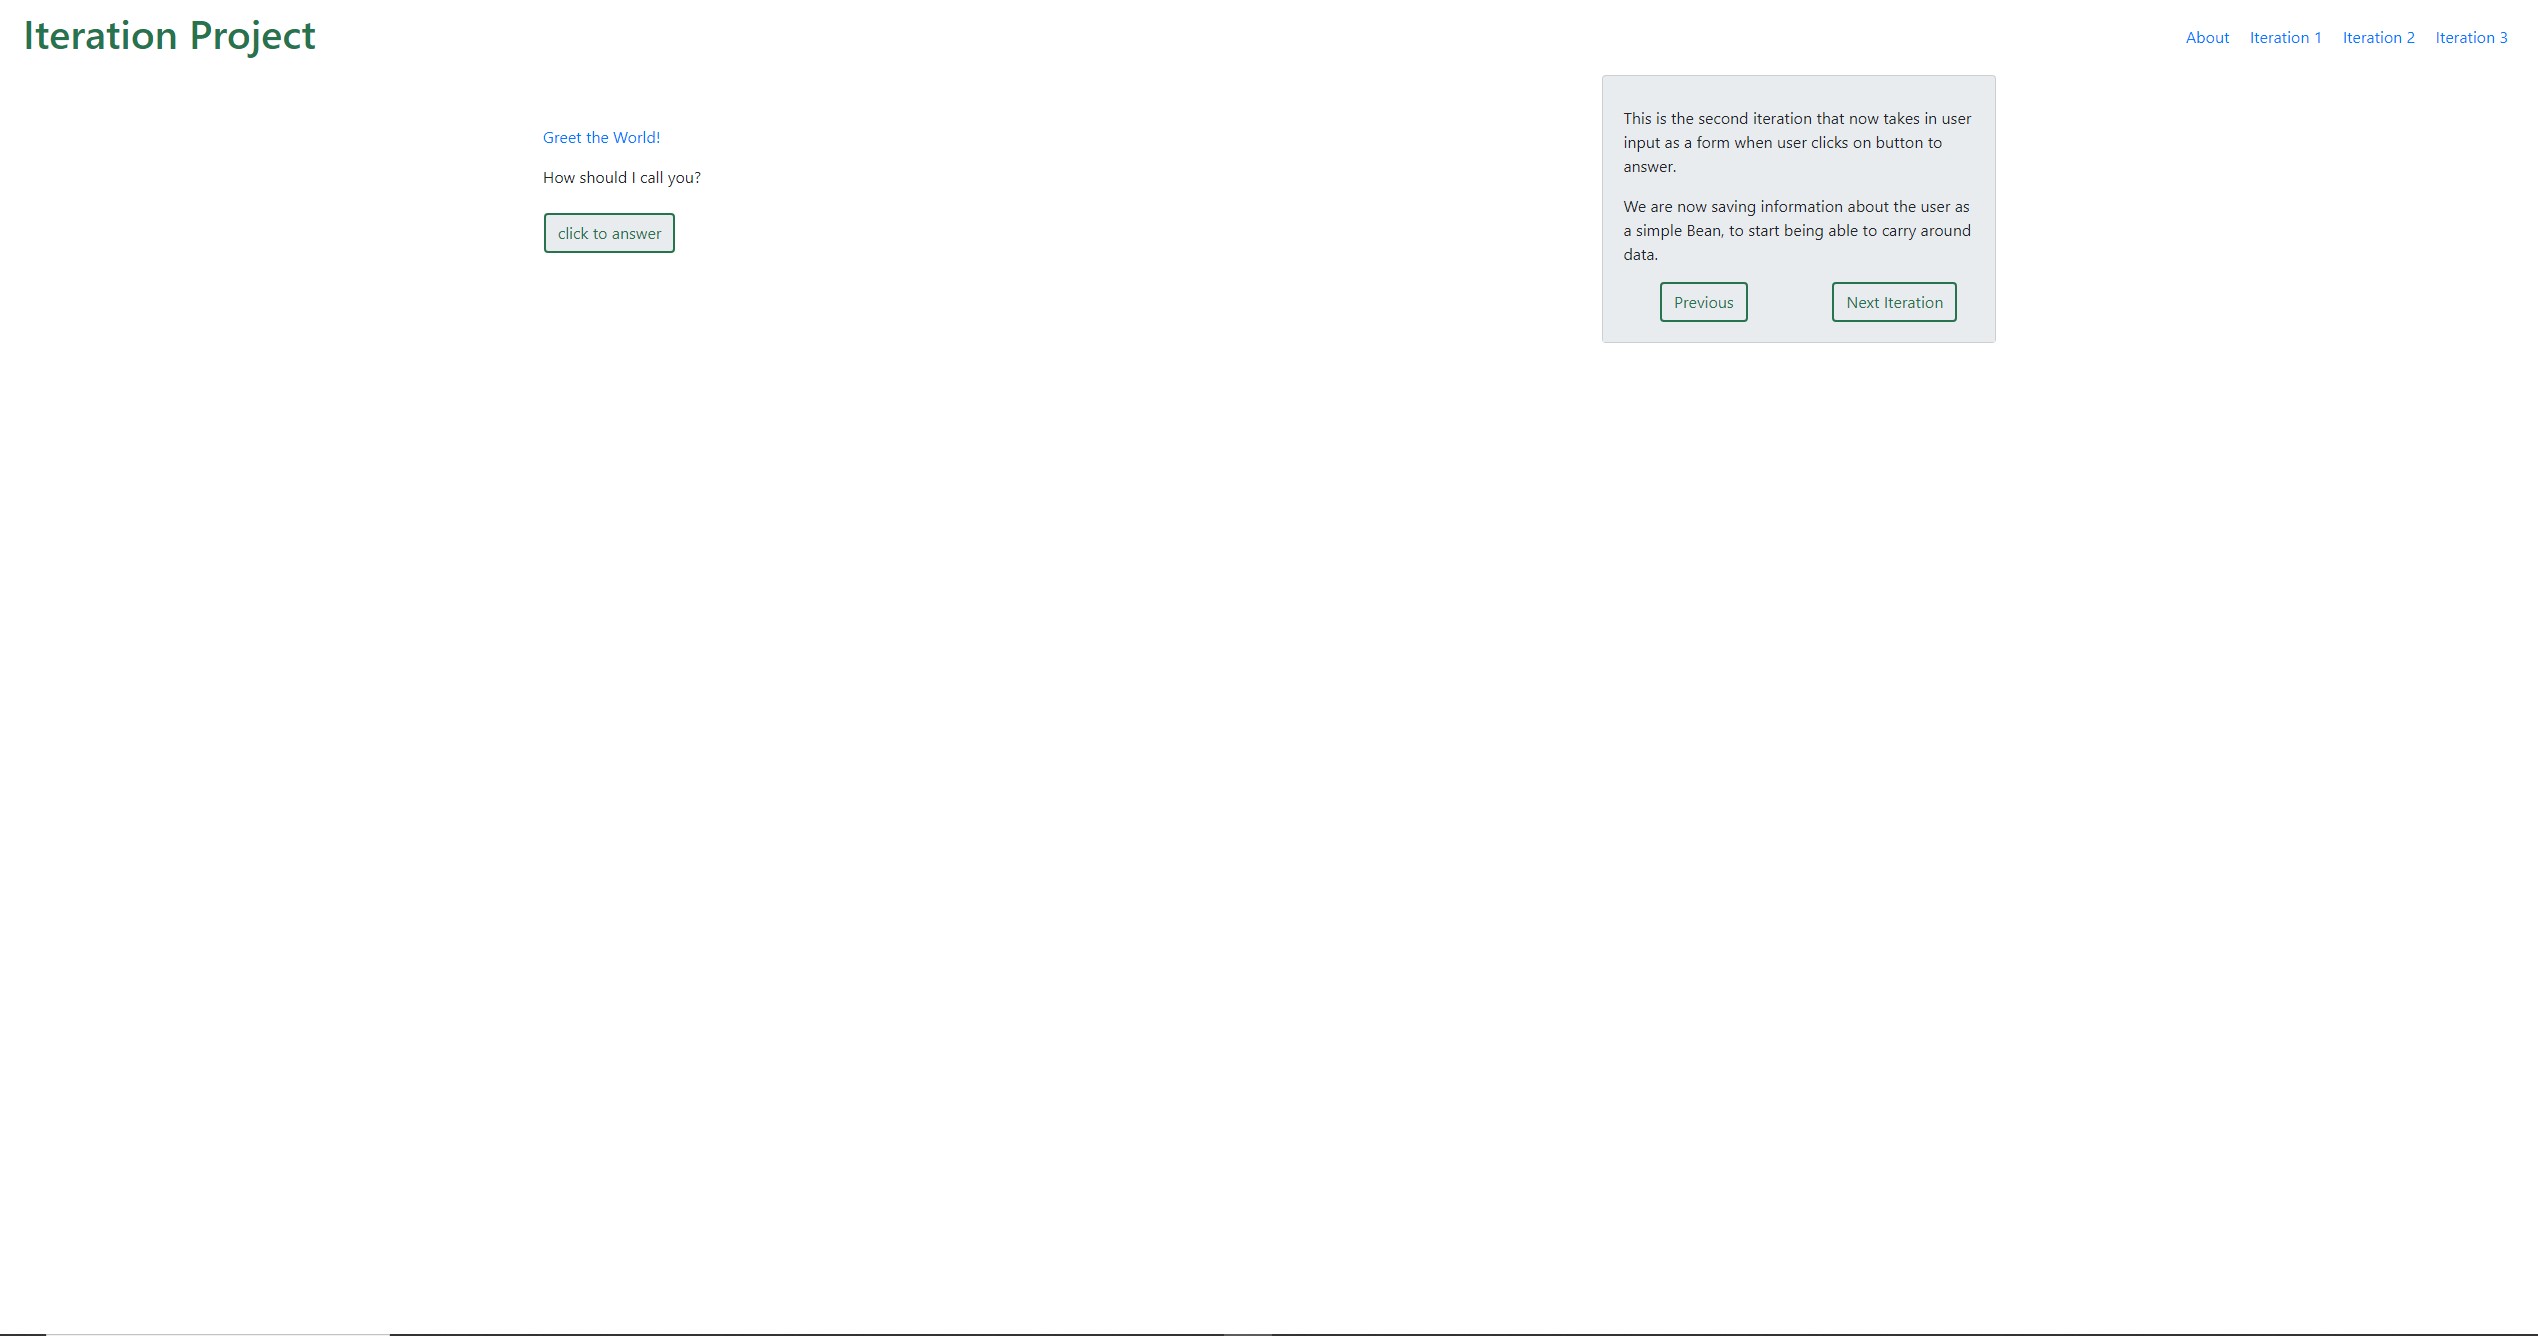 Iteration Project
About Iteration 1 Iteration 2 Iteration 3
Greet the World!
How should I call you?
click to answer
This is the second iteration that now takes in user
input as a form when user clicks on button to
answer.
We are now saving information about the user as
a simple Bean, to start being able to carry around
data.
Previous Next Iteration